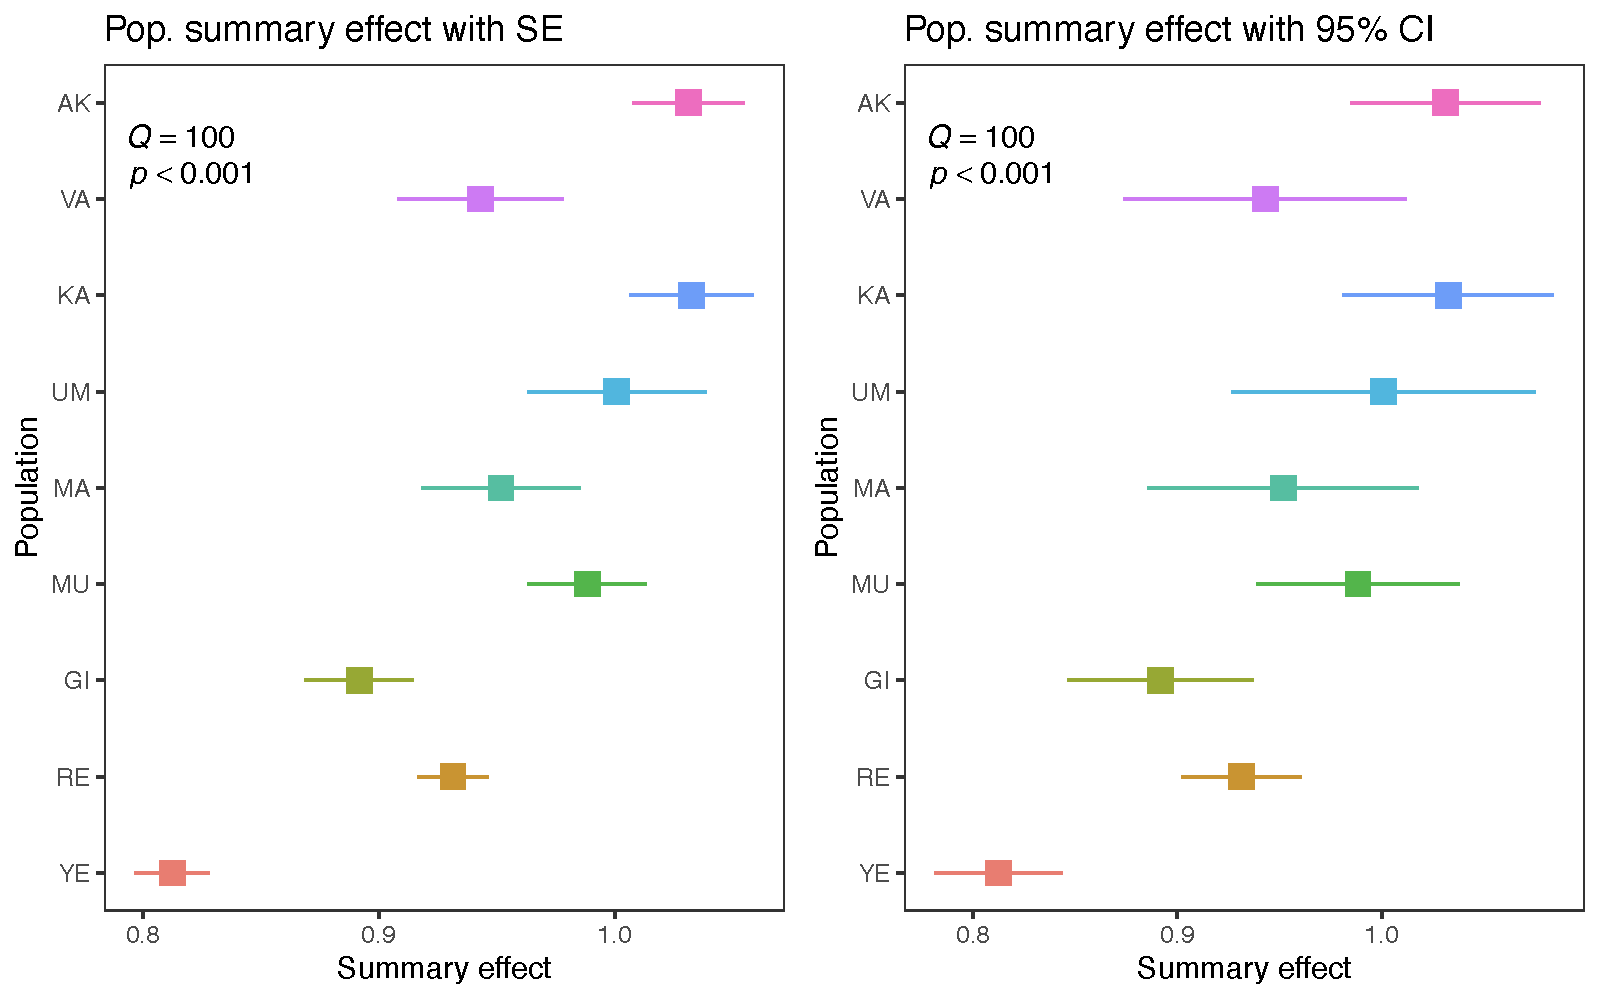 Pop. summary effect with SE
Q = 100
p < 0.001
AK
VA
KA
UM
MA
MU
GI
RE
YE
Population
0.8 0.9 1.0
Summary effect
Pop. summary effect with 95% CI
Q = 100
p < 0.001
AK
VA
KA
UM
MA
MU
GI
RE
YE
Population
0.8 0.9 1.0
Summary effect